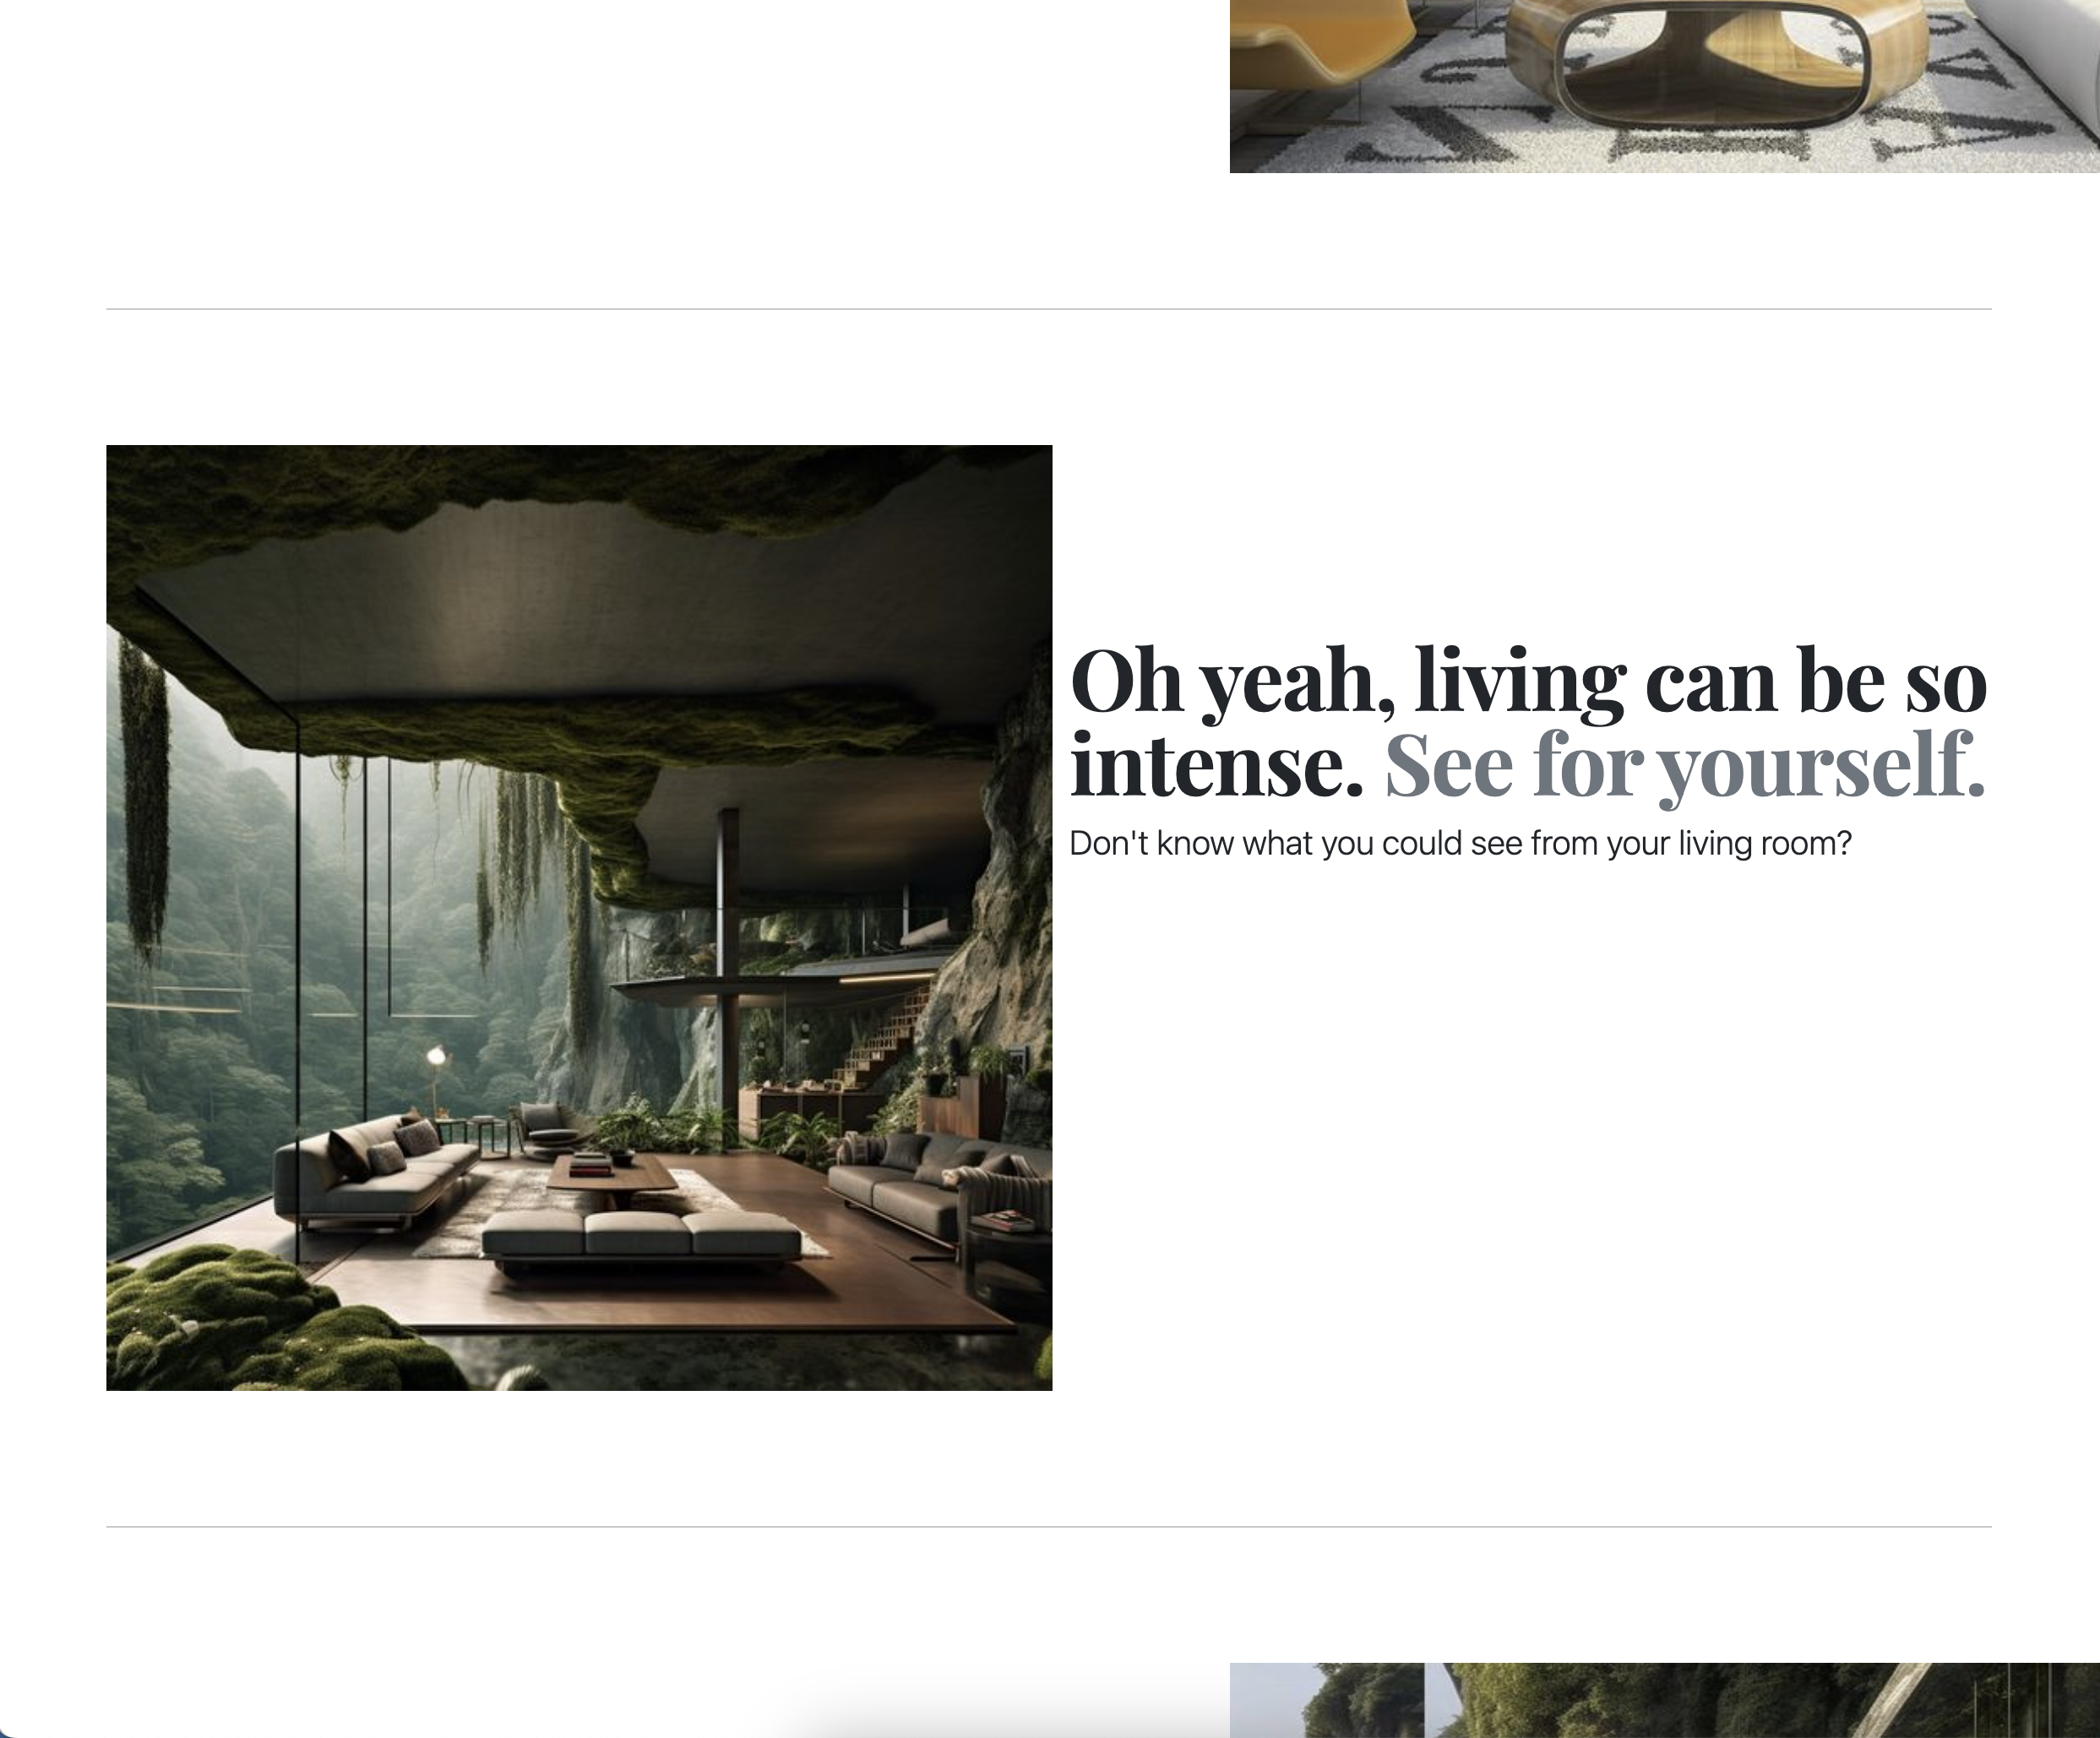 Oh yeah, living can be so
intense. See for yourself.
Don't know what you could see from your living room?